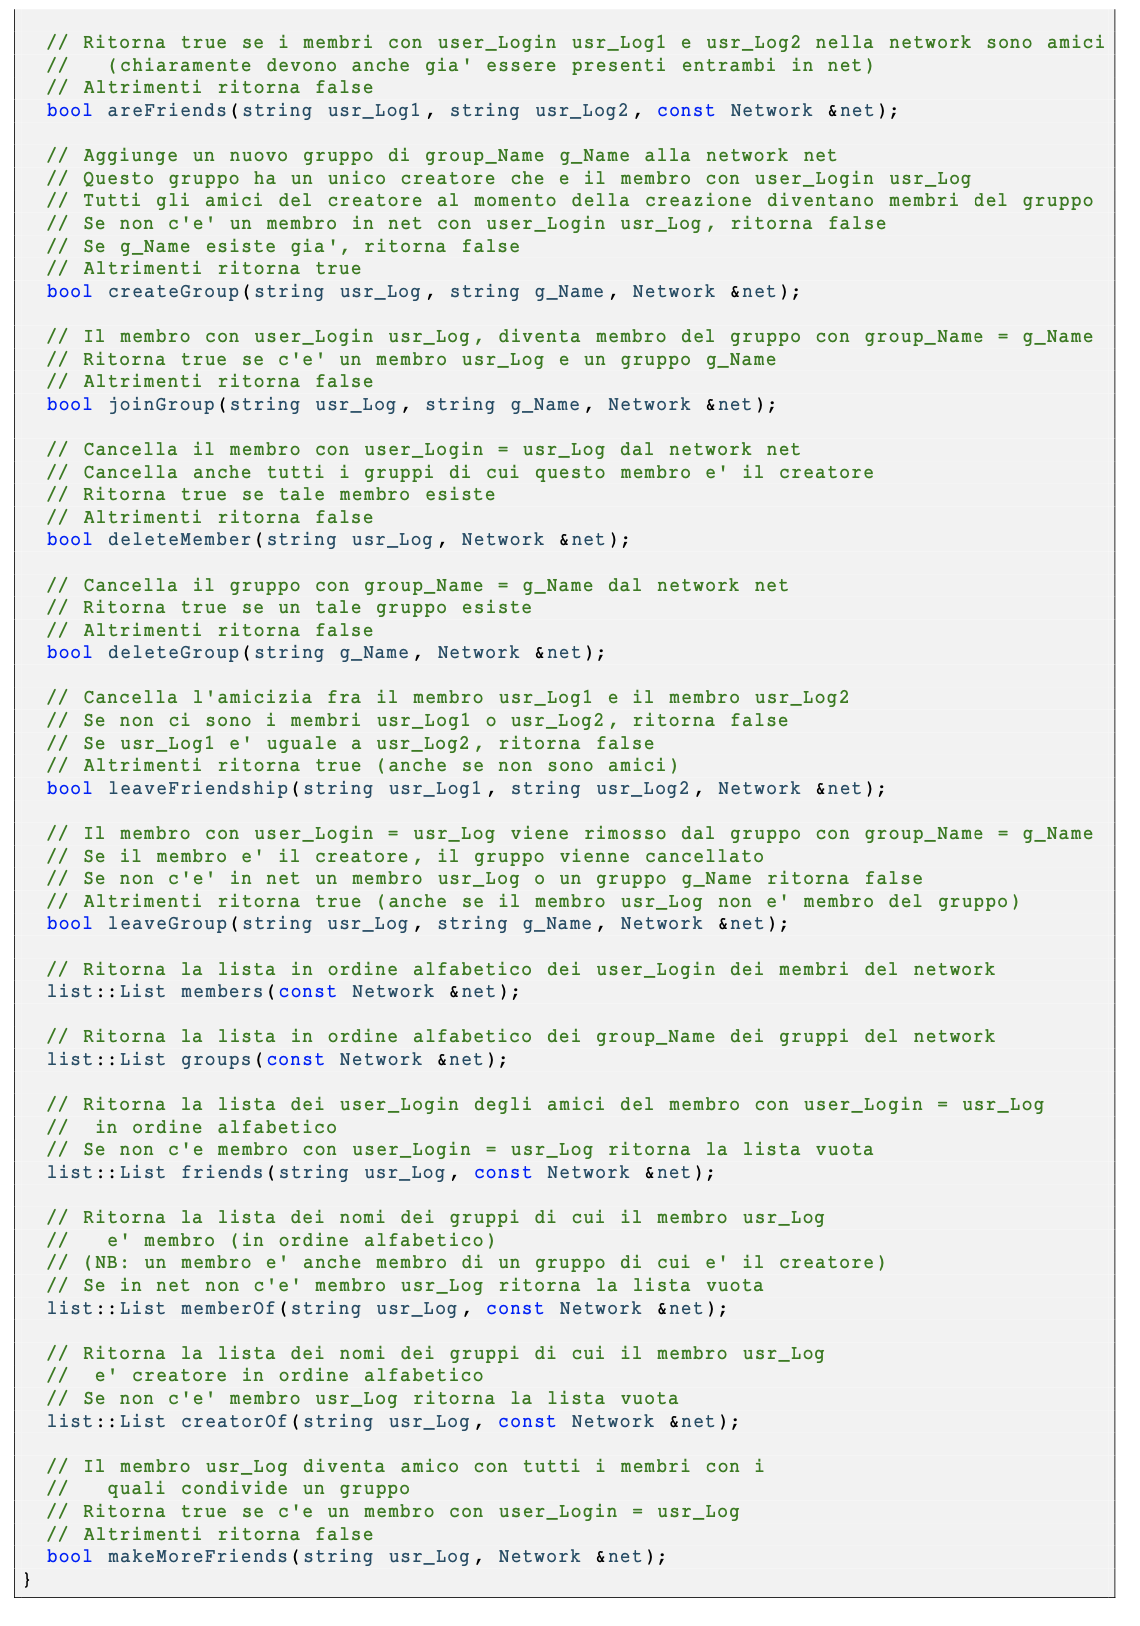 // Ritorna true se i membri con user_Login usr_Log1 e usr_Log2 nella network sono amici
//   (chiaramente devono anche gia' essere presenti entrambi in net)
// Altrimenti ritorna false
bool areFriends(string usr_Log1, string usr_Log2, const Network &net);
// Aggiunge un nuovo gruppo di group_Name g_Name alla network net
// Questo gruppo ha un unico creatore che e il membro con user_Login usr_Log
// Tutti gli amici del creatore al momento della creazione diventano membri del gruppo
// Se non c'e' un membro in net con user_Login usr_Log, ritorna false
// Se g_Name esiste gia', ritorna false
// Altrimenti ritorna true
bool createGroup(string usr_Log, string g_Name, Network &net);
// Il membro con user_Login usr_Log, diventa membro del gruppo con group_Name = g_Name
// Ritorna true se c'e' un membro usr_Log e un gruppo g_Name
// Altrimenti ritorna false
bool joinGroup(string usr_Log, string g_Name, Network &net);
// Cancella il membro con user_Login = usr_Log dal network net
// Cancella anche tutti i gruppi di cui questo membro e' il creatore
// Ritorna true se tale membro esiste
// Altrimenti ritorna false
bool deleteMember(string usr_Log, Network &net);
// Cancella il gruppo con group_Name = g_Name dal network net
// Ritorna true se un tale gruppo esiste
// Altrimenti ritorna false
bool deleteGroup(string g_Name, Network &net);
// Cancella l'amicizia fra il membro usr_Log1 e il membro usr_Log2
// Se non ci sono i membri usr_Log1 o usr_Log2, ritorna false
// Se usr_Log1 e' uguale a usr_Log2, ritorna false
// Altrimenti ritorna true (anche se non sono amici)
bool leaveFriendship(string usr_Log1, string usr_Log2, Network &net);
// Il membro con user_Login = usr_Log viene rimosso dal gruppo con group_Name = g_Name
// Se il membro e' il creatore, il gruppo vienne cancellato
// Se non c'e' in net un membro usr_Log o un gruppo g_Name ritorna false
// Altrimenti ritorna true (anche se il membro usr_Log non e' membro del gruppo)
bool leaveGroup(string usr_Log, string g_Name, Network &net);
// Ritorna la lista in ordine alfabetico dei user_Login dei membri del network
list::List members(const Network &net);
// Ritorna la lista in ordine alfabetico dei group_Name dei gruppi del network
list::List groups(const Network &net);
// Ritorna la lista dei user_Login degli amici del membro con user_Login = usr_Log
//  in ordine alfabetico
// Se non c'e membro con user_Login = usr_Log ritorna la lista vuota
list::List friends(string usr_Log, const Network &net);
// Ritorna la lista dei nomi dei gruppi di cui il membro usr_Log
//   e' membro (in ordine alfabetico)
// (NB: un membro e' anche membro di un gruppo di cui e' il creatore)
// Se in net non c'e' membro usr_Log ritorna la lista vuota
list::List memberOf(string usr_Log, const Network &net);
// Ritorna la lista dei nomi dei gruppi di cui il membro usr_Log
//  e' creatore in ordine alfabetico
// Se non c'e' membro usr_Log ritorna la lista vuota
list::List creatorOf(string usr_Log, const Network &net);
// Il membro usr_Log diventa amico con tutti i membri con i
//   quali condivide un gruppo
// Ritorna true se c'e un membro con user_Login = usr_Log
// Altrimenti ritorna false
bool makeMoreFriends(string usr_Log, Network &net);
}